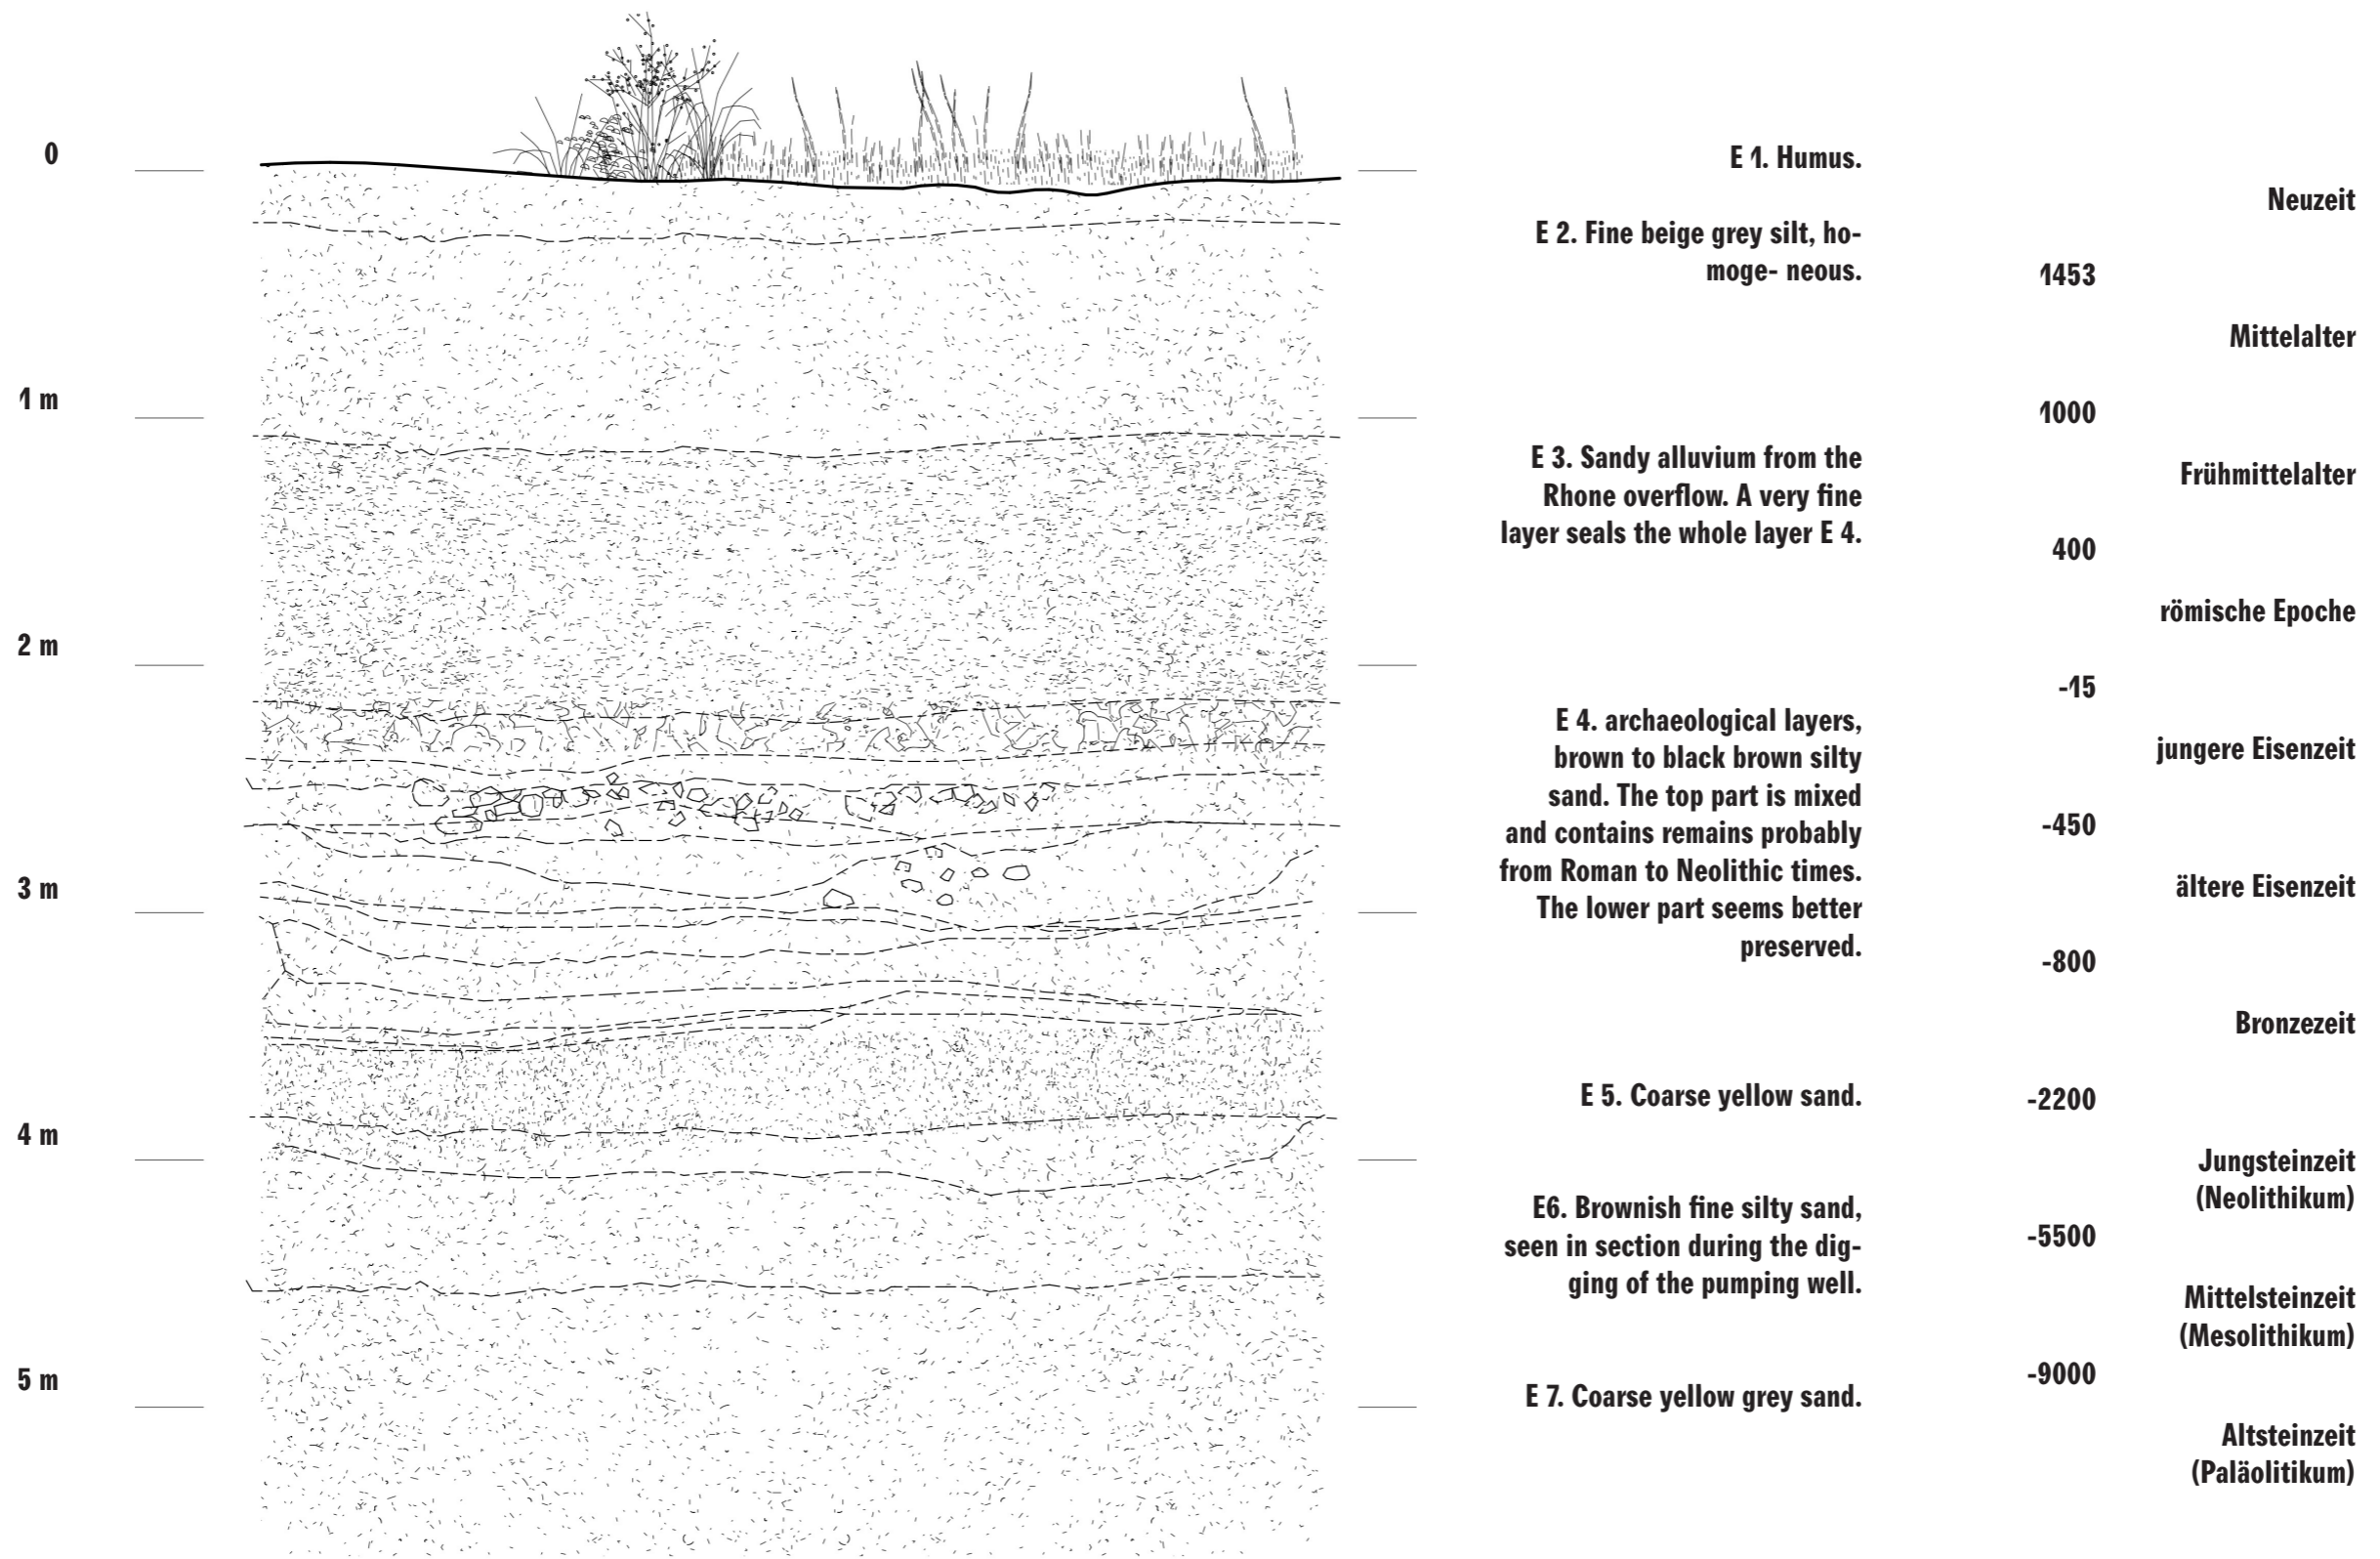 0
1 m
2 m
3 m
4 m
5 m
E 1. Humus.
E 2. Fine beige grey silt, ho-
moge- neous.
E 3. Sandy alluvium from the
Rhone overflow. A very fine
layer seals the whole layer E 4.
E 4. archaeological layers,
brown to black brown silty
sand. The top part is mixed
and contains remains probably
from Roman to Neolithic times.
The lower part seems better
preserved.
E 5. Coarse yellow sand.
E6. Brownish fine silty sand,
seen in section during the dig-
ging of the pumping well.
E 7. Coarse yellow grey sand.
Neuzeit
1453
Mittelalter
1000
Frühmittelalter
400
römische Epoche
-15
jungere Eisenzeit
-450
ältere Eisenzeit
-800
Bronzezeit
-2200
Jungsteinzeit
(Neolithikum)
-5500
Mittelsteinzeit
(Mesolithikum)
-9000
Altsteinzeit
(Paläolitikum)